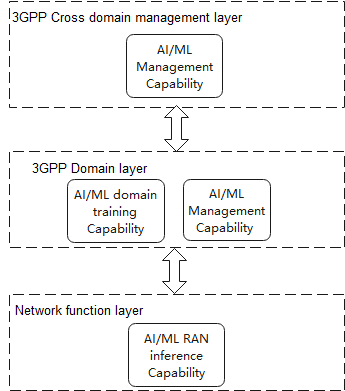 3GPP Cross domain management layer
AI/ML
Management
Capability
3GPP Domain layer
AI/ML domain
training
Capability
AI/ML
Management
Capability
Network function layer
AI/ML RAN
inference
Capability